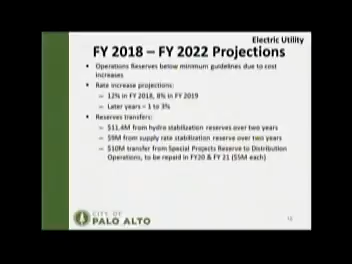 Electric Utility
FY 2018 – FY 2022 Projections
• Operations Reserves below minimum guidelines due to cost
increases
• Rate increase projections:
– 12% in FY 2018, 8% in FY 2019
– Later years – 1 to 3%
• Reserves transfers:
– $11.4M from hydro stabilization reserves over two years
– $9M from supply rate stabilization reserve over two years
– $10M transfer from Special Projects Reserve to Distribution
Operations, to be repaid in FY20 & FY 21 ($5M each)
CITY OF
PALO ALTO